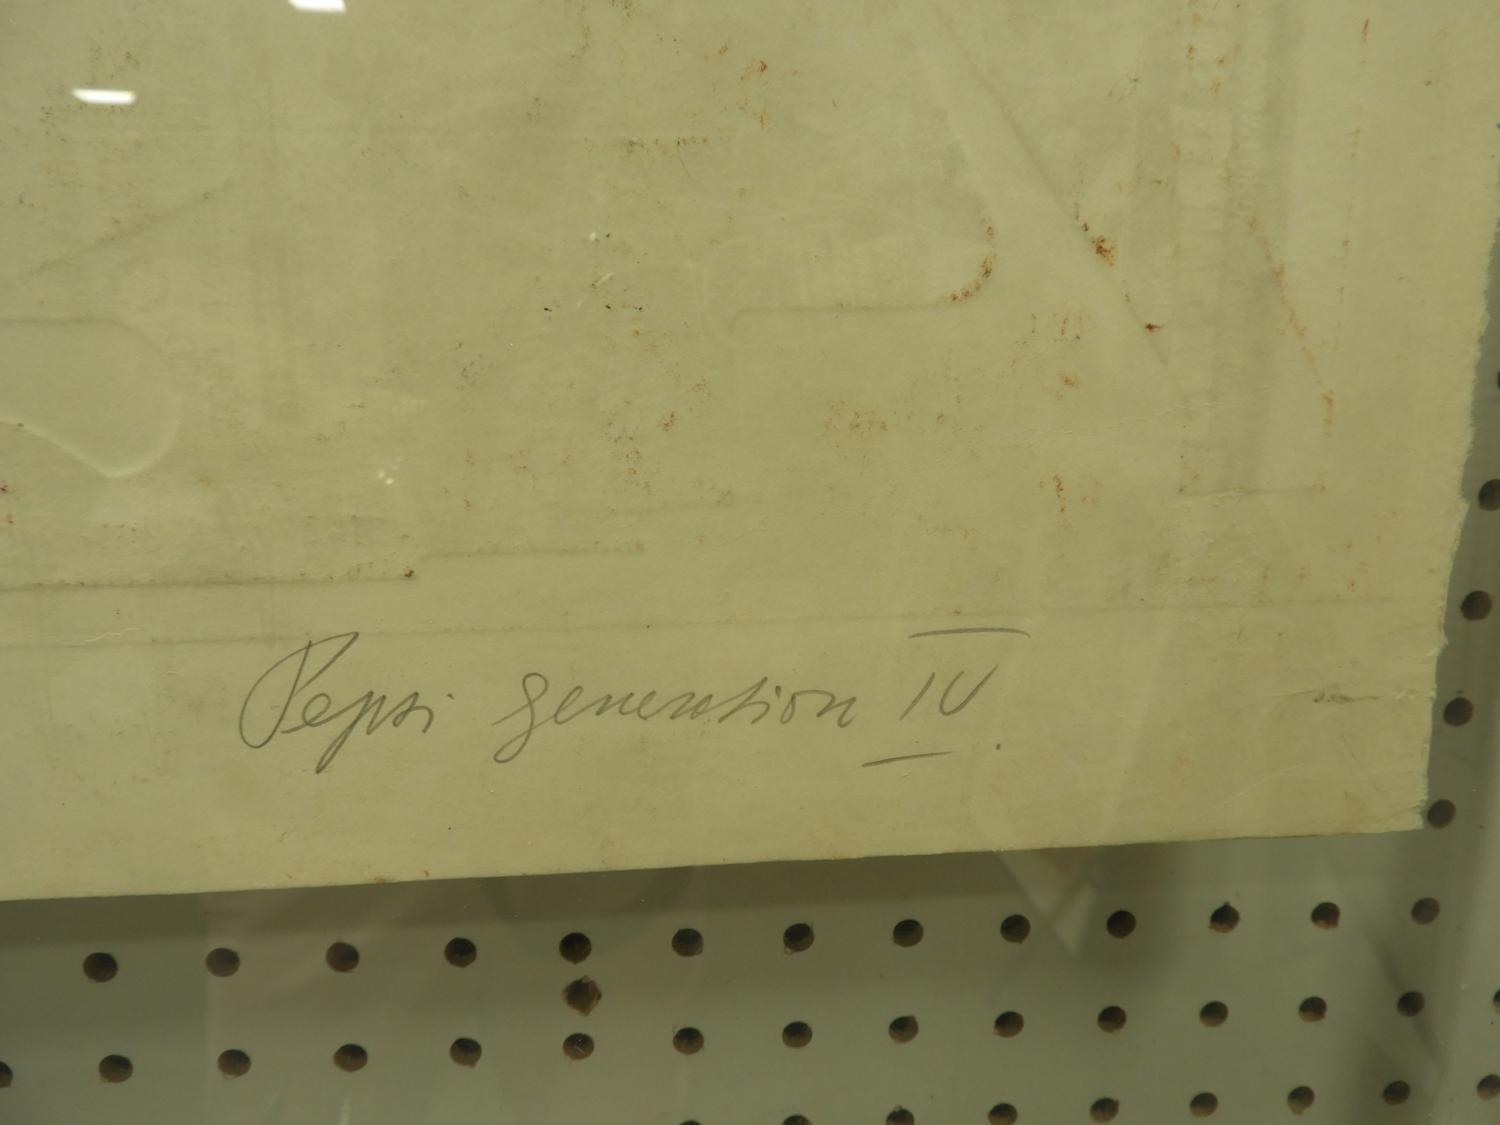 Pepsi generation IV.